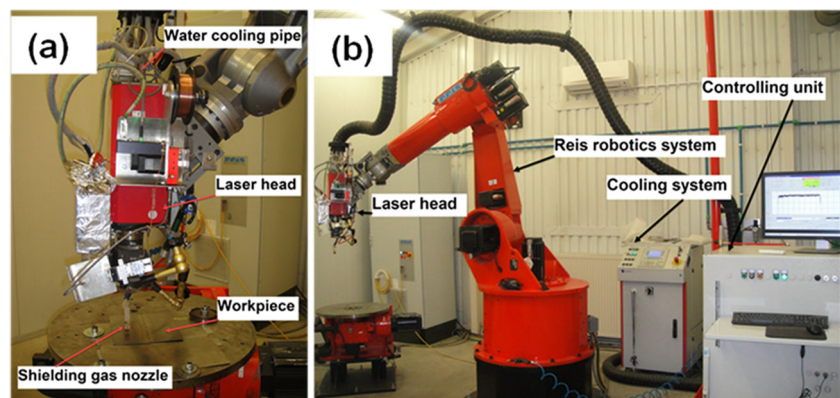 (a)
Water cooling pipe
Laser head
Workpiece
Shielding gas nozzle
(b)
Controlling unit
Reis robotics system
Cooling system
Laser head